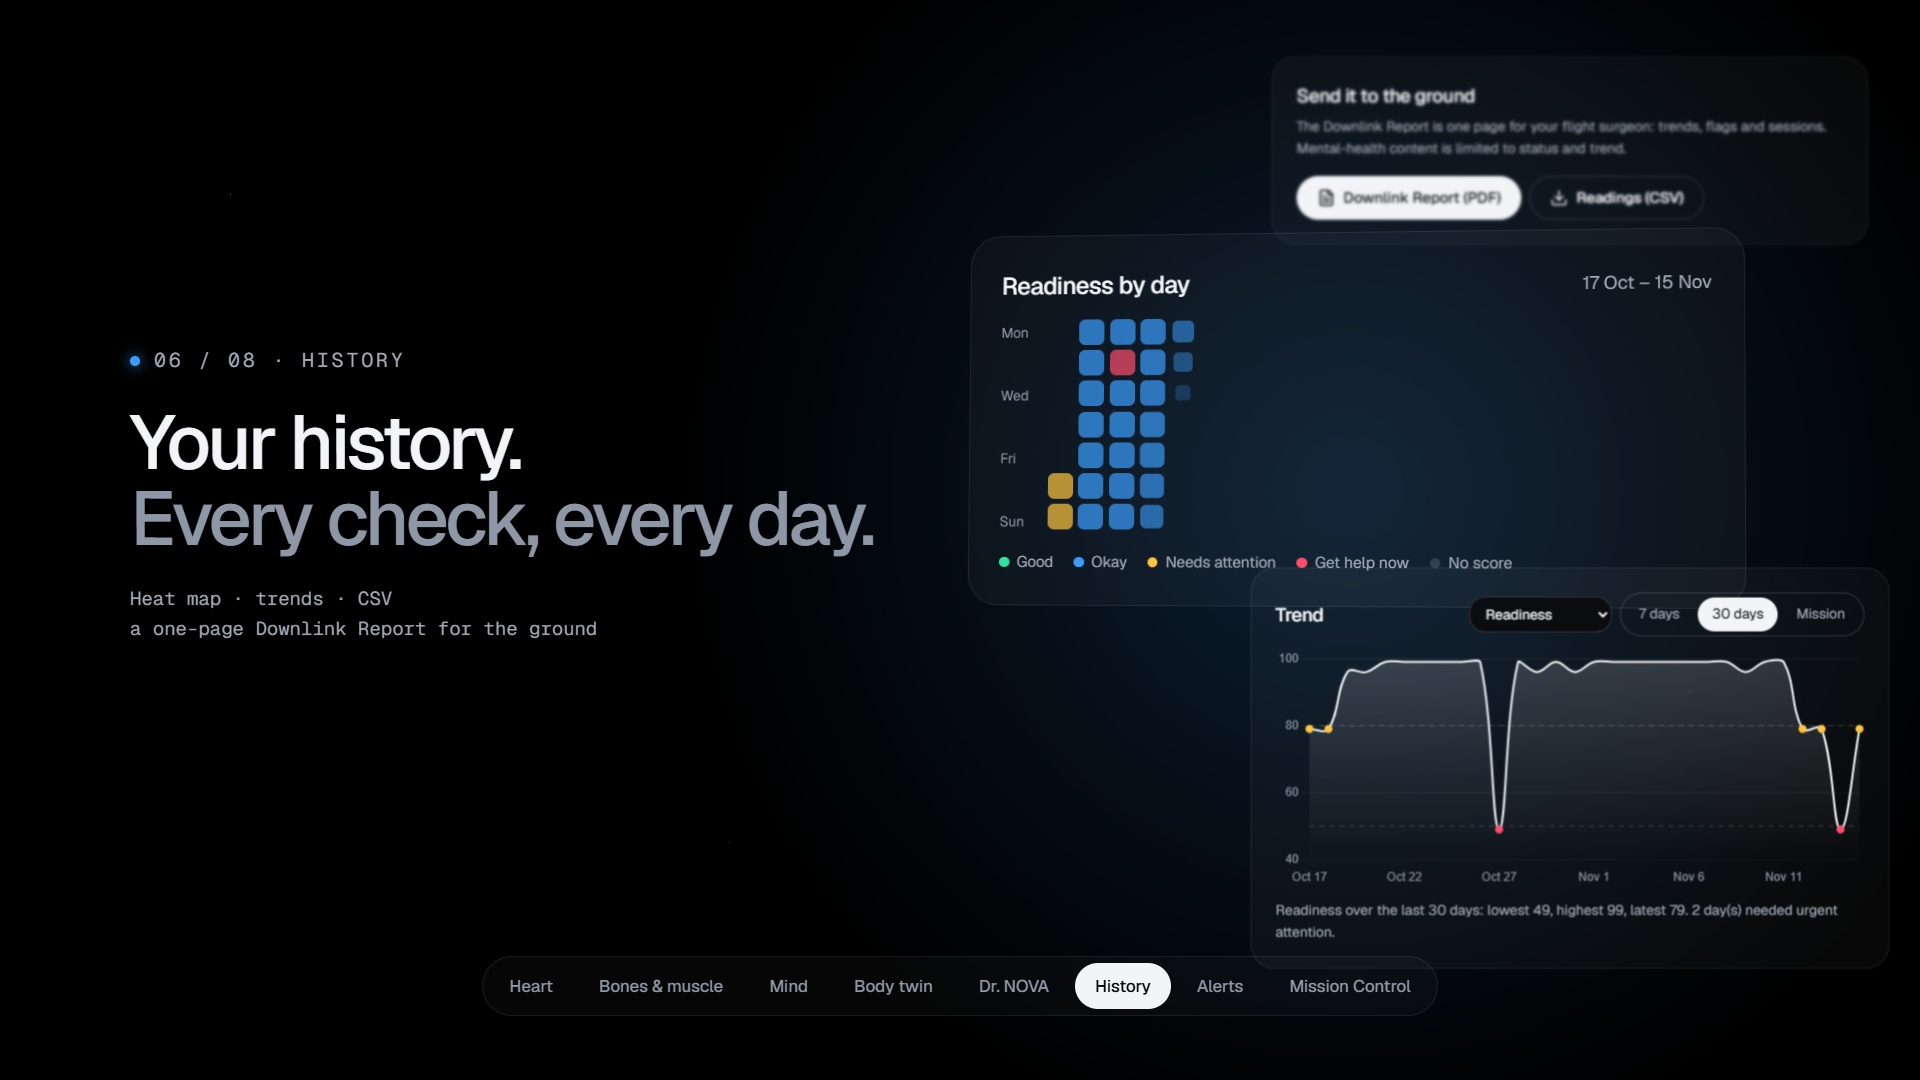 06 / 08 · HISTORY
Your history.
Every check, every day.
Heat map · trends · CSV
a one-page Downlink Report for the ground
Send it to the ground
The Downlink Report is one page for your flight surgeon: trends, flags and sessions.
Mental-health content is limited to status and trend.
Downlink Report (PDF) Readings (CSV)
Readiness by day 17 Oct – 15 Nov
Mon
Wed
Fri
Sun
Good Okay Needs attention Get help now No score
Trend Readiness 7 days 30 days Mission
100
80
60
40
Oct 17 Oct 22 Oct 27 Nov 1 Nov 6 Nov 11
Readiness over the last 30 days: lowest 49, highest 99, latest 79. 2 day(s) needed urgent
attention.
Heart Bones & muscle Mind Body twin Dr. NOVA History Alerts Mission Control